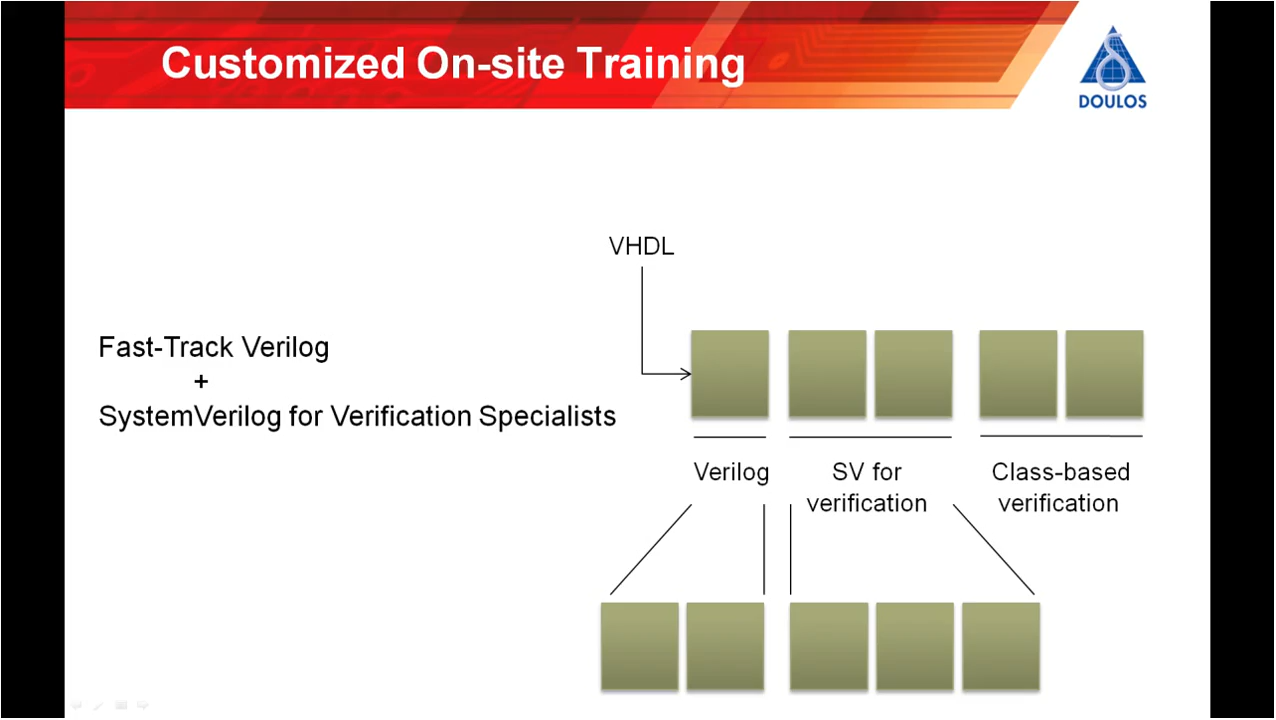 Customized On-site Training
DOULOS
VHDL
Fast-Track Verilog
+
SystemVerilog for Verification Specialists
Verilog
SV for
verification
Class-based
verification